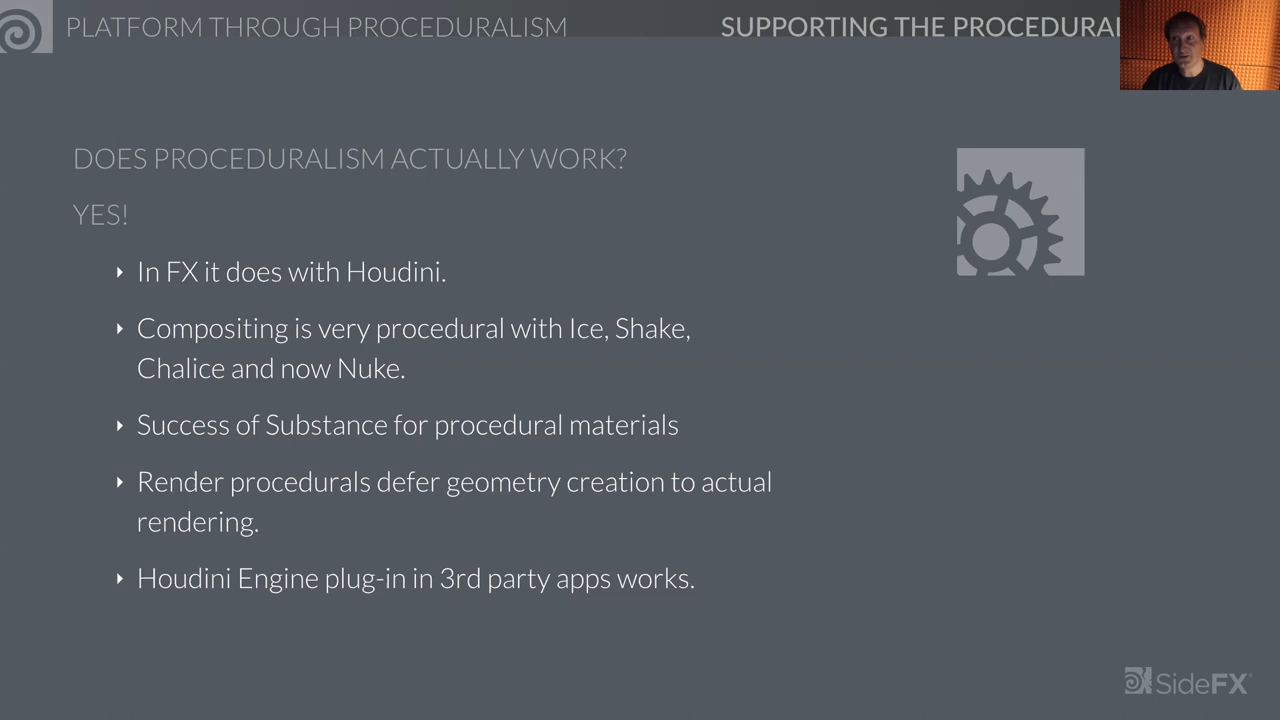 PLATFORM THROUGH PROCEDURALISM
SUPPORTING THE PROCEDURAL
DOES PROCEDURALISM ACTUALLY WORK?
YES!
In FX it does with Houdini.
Compositing is very procedural with Ice, Shake,
Chalice and now Nuke.
Success of Substance for procedural materials
Render procedurals defer geometry creation to actual
rendering.
Houdini Engine plug-in in 3rd party apps works.
SideFX